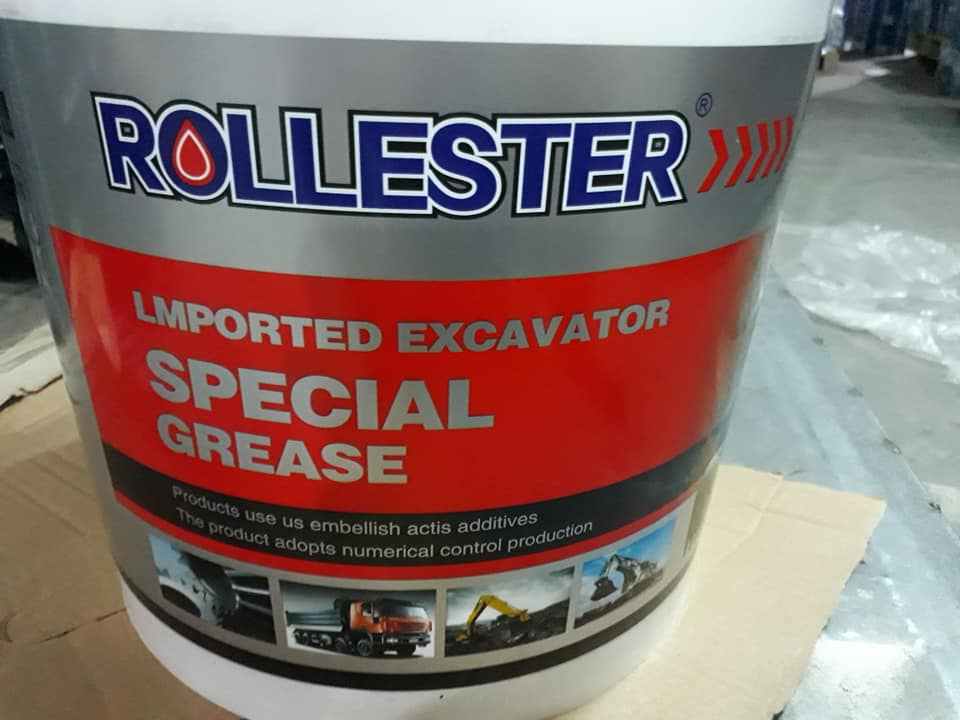 ROLLESTER ®
LMPORTED EXCAVATOR
SPECIAL
GREASE
Products use us embellish actis additives
The product adopts numerical control production